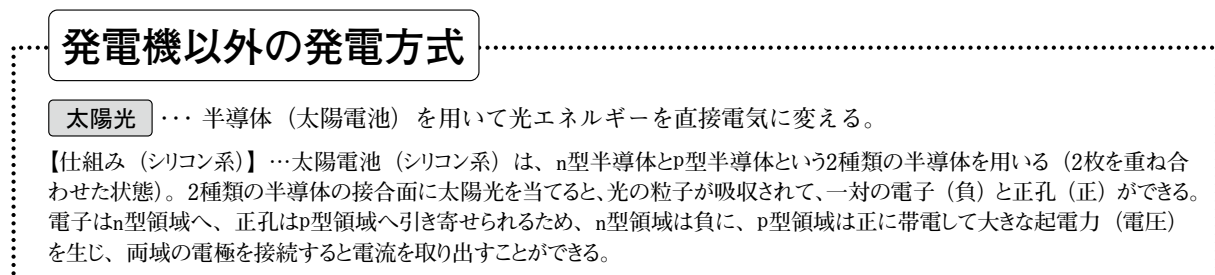 発電機以外の発電方式
太陽光 ･･･ 半導体（太陽電池）を用いて光エネルギーを直接電気に変える。
【仕組み（シリコン系）】…太陽電池（シリコン系）は、n型半導体とp型半導体という2種類の半導体を用いる（2枚を重ね合
わせた状態）。2種類の半導体の接合面に太陽光を当てると、光の粒子が吸収されて、一対の電子（負）と正孔（正）ができる。
電子はn型領域へ、正孔はp型領域へ引き寄せられるため、n型領域は負に、p型領域は正に帯電して大きな起電力（電圧）
を生じ、両域の電極を接続すると電流を取り出すことができる。